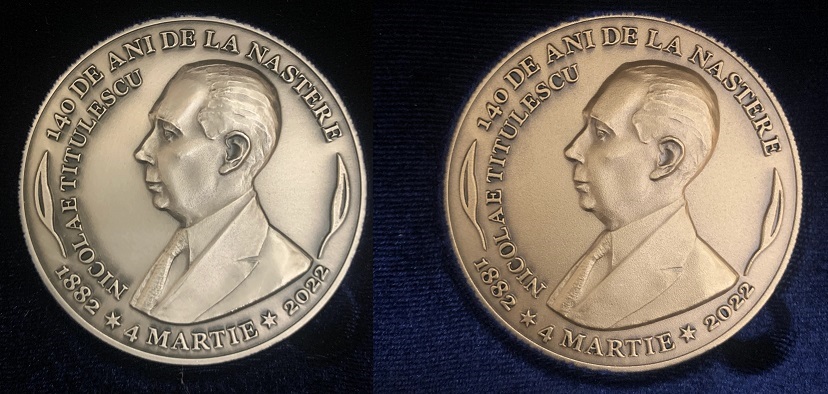 140 DE ANI DE LA NASTERE
NICOLAE TITULESCU
1882 ★ 4 MARTIE ★ 2022
140 DE ANI DE LA NASTERE
NICOLAE TITULESCU
1882 ★ 4 MARTIE ★ 2022